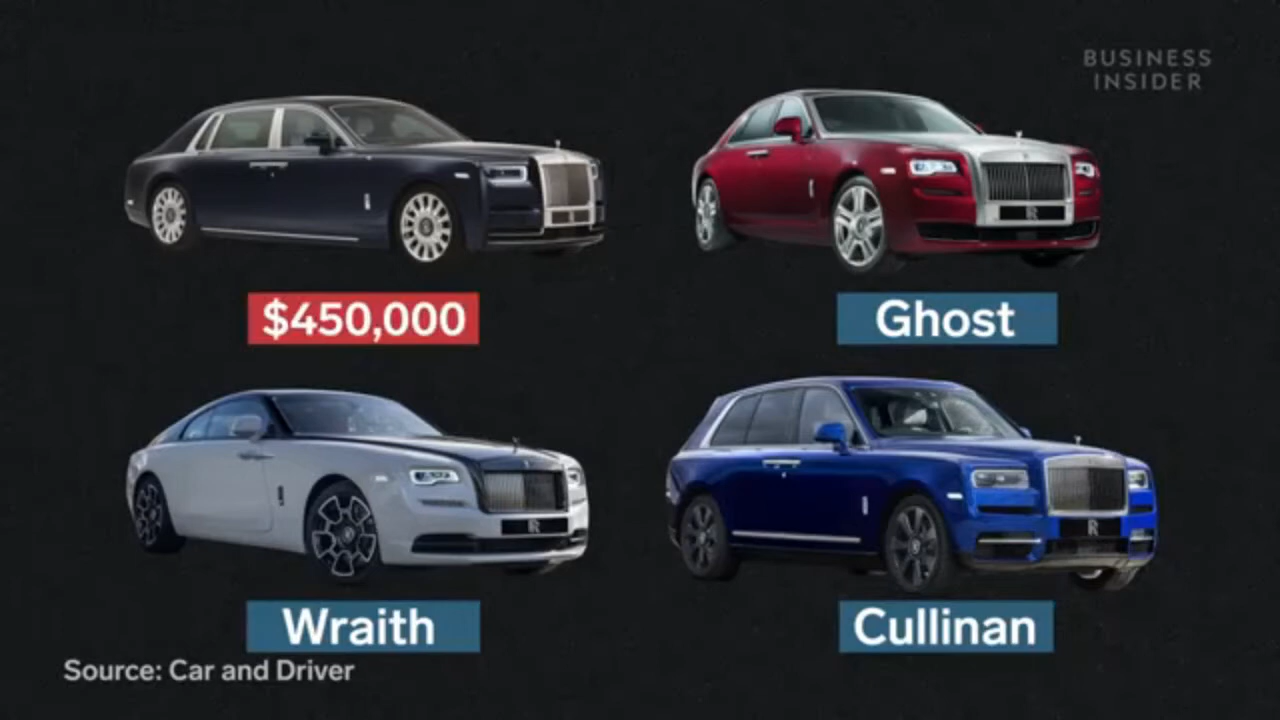 BUSINESS
INSIDER
$450,000
Ghost
Wraith
Cullinan
Source: Car and Driver